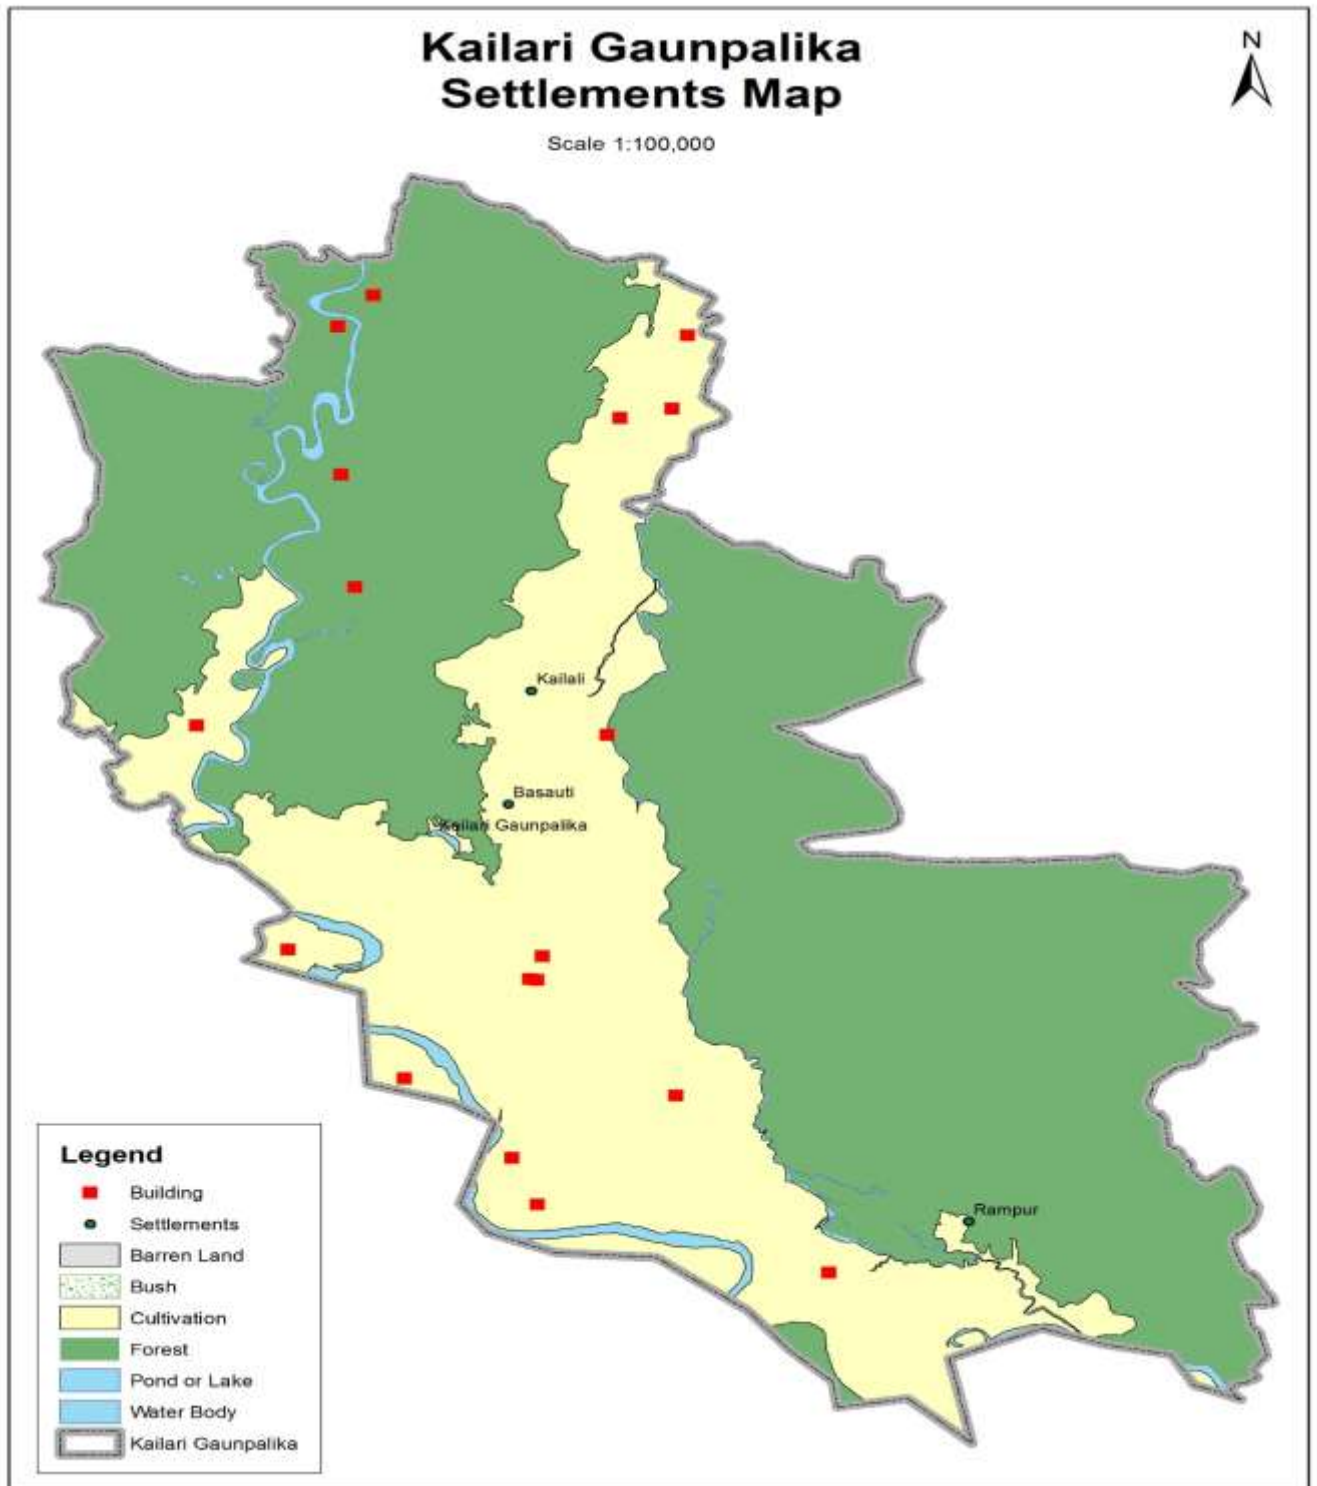 Kailari Gaunpalika
Settlements Map
N
Scale 1:100,000
Kailali
Basauti
Kailari Gaunpalika
Rampur
Legend
Building
Settlements
Barren Land
Bush
Cultivation
Forest
Pond or Lake
Water Body
Kailari Gaunpalika